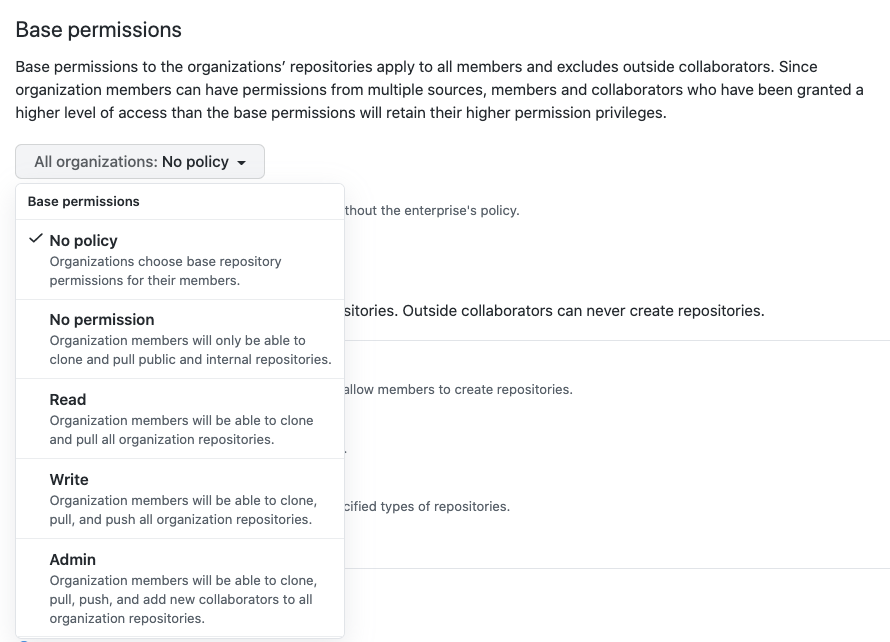 Base permissions
Base permissions to the organizations’ repositories apply to all members and excludes outside collaborators. Since
organization members can have permissions from multiple sources, members and collaborators who have been granted a
higher level of access than the base permissions will retain their higher permission privileges.
All organizations: No policy
Base permissions
thout the enterprise's policy.
No policy
Organizations choose base repository
permissions for their members.
sitories. Outside collaborators can never create repositories.
No permission
Organization members will only be able to
clone and pull public and internal repositories.
allow members to create repositories.
Read
Organization members will be able to clone
and pull all organization repositories.
.
Write
Organization members will be able to clone,
pull, and push all organization repositories.
cified types of repositories.
Admin
Organization members will be able to clone,
pull, push, and add new collaborators to all
organization repositories.